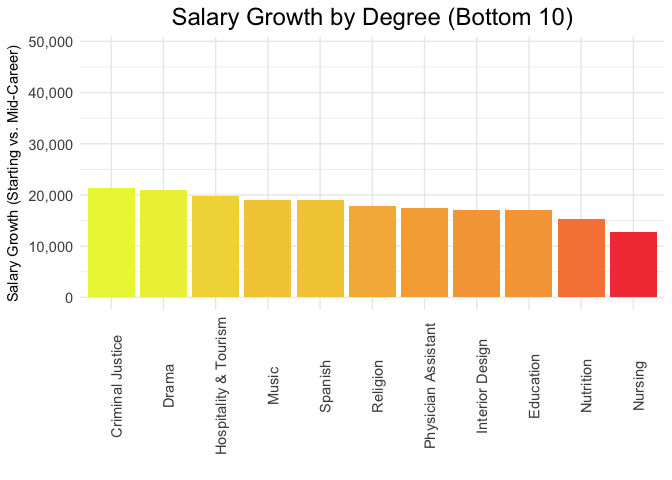 Salary Growth by Degree (Bottom 10)
Salary Growth (Starting vs. Mid-Career)
50,000
40,000
30,000
20,000
10,000
0
Criminal Justice
Drama
Hospitality & Tourism
Music
Spanish
Religion
Physician Assistant
Interior Design
Education
Nutrition
Nursing